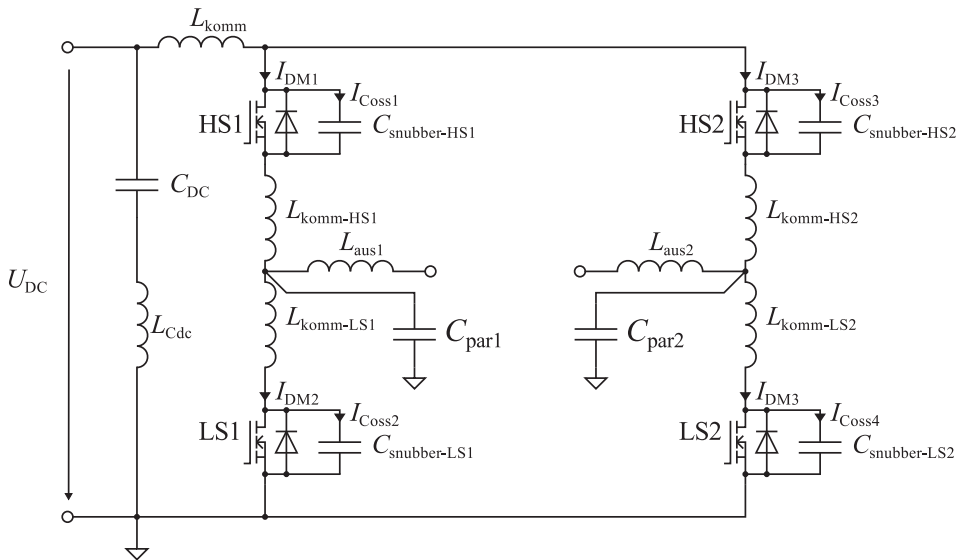 L_komm
I_DM1
I_Coss1
HS1
C_snubber-HS1
I_DM3
I_Coss3
HS2
C_snubber-HS2
C_DC
L_komm-HS1
L_komm-HS2
L_aus1
L_aus2
U_DC
L_Cdc
L_komm-LS1
C_par1
C_par2
L_komm-LS2
I_DM2
I_Coss2
LS1
C_snubber-LS1
I_DM3
I_Coss4
LS2
C_snubber-LS2